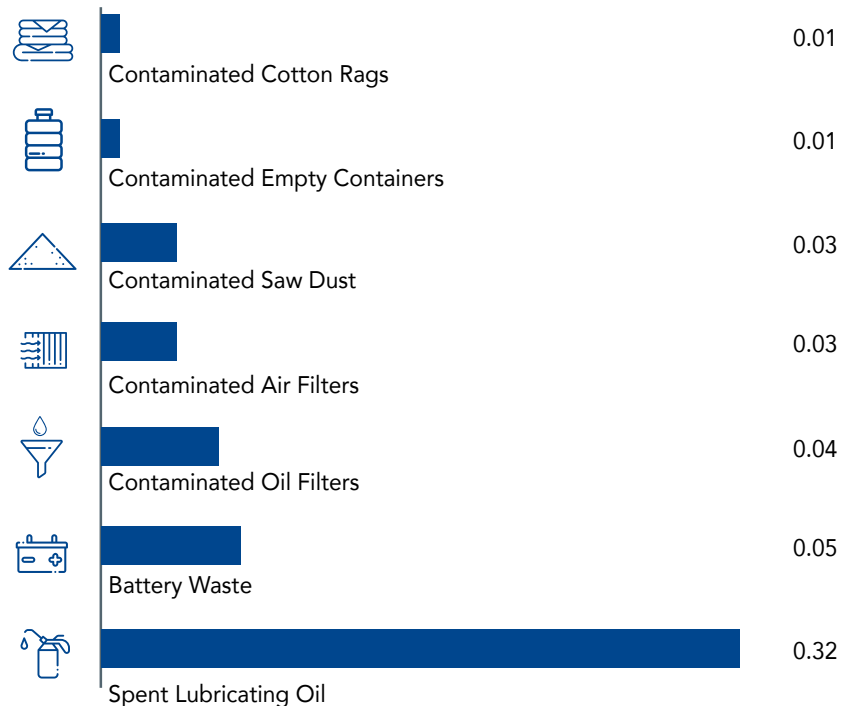 0.01
Contaminated Cotton Rags
0.01
Contaminated Empty Containers
0.03
Contaminated Saw Dust
0.03
Contaminated Air Filters
0.04
Contaminated Oil Filters
0.05
Battery Waste
0.32
Spent Lubricating Oil